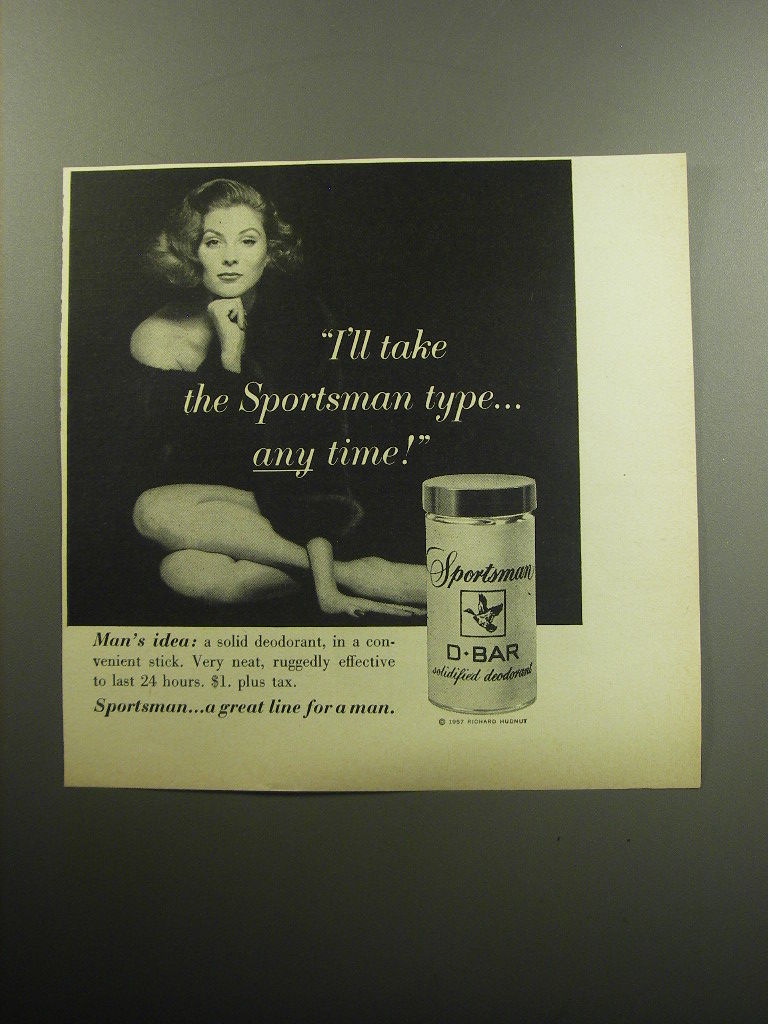 “I'll take
the Sportsman type...
any time!”
Sportsman
D·BAR
solidified deodorant
Man's idea: a solid deodorant, in a con-
venient stick. Very neat, ruggedly effective
to last 24 hours. $1. plus tax.
Sportsman...a great line for a man.
© 1957 RICHARD HUDNUT